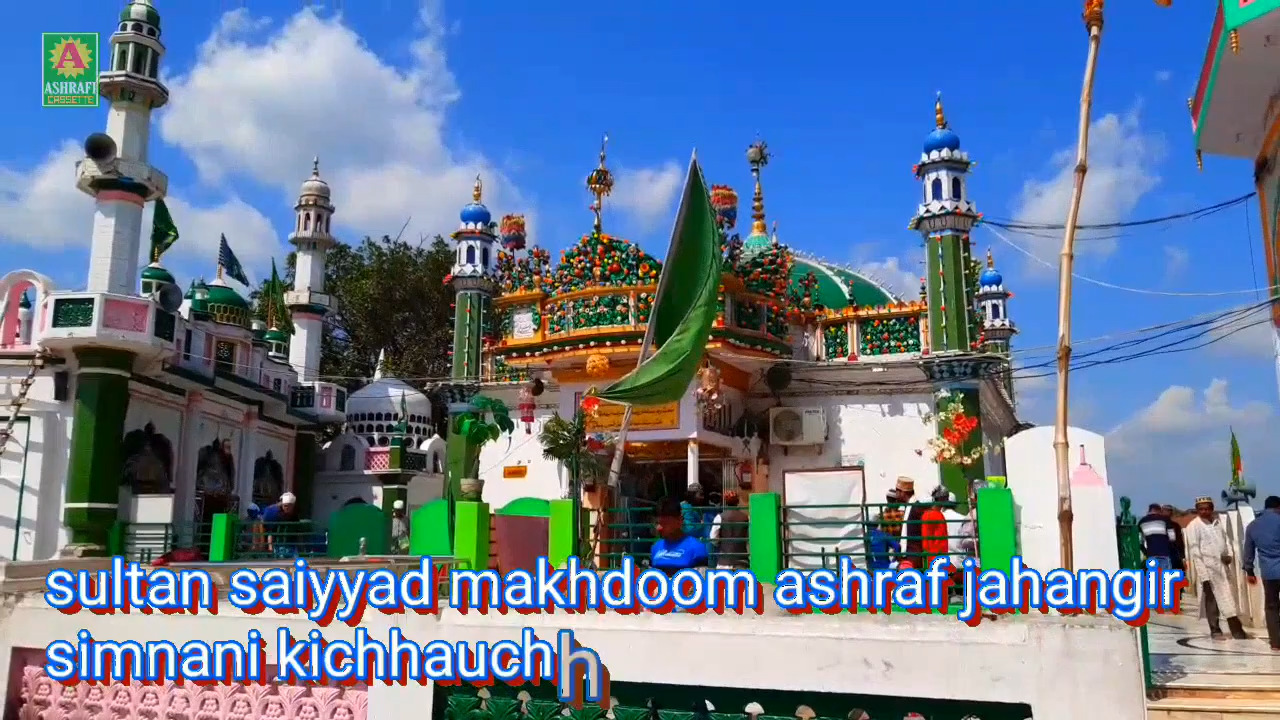 A
ASHRAFI
CASSETTE
sultan saiyyad makhdoom ashraf jahangir
simnani kichhauchh